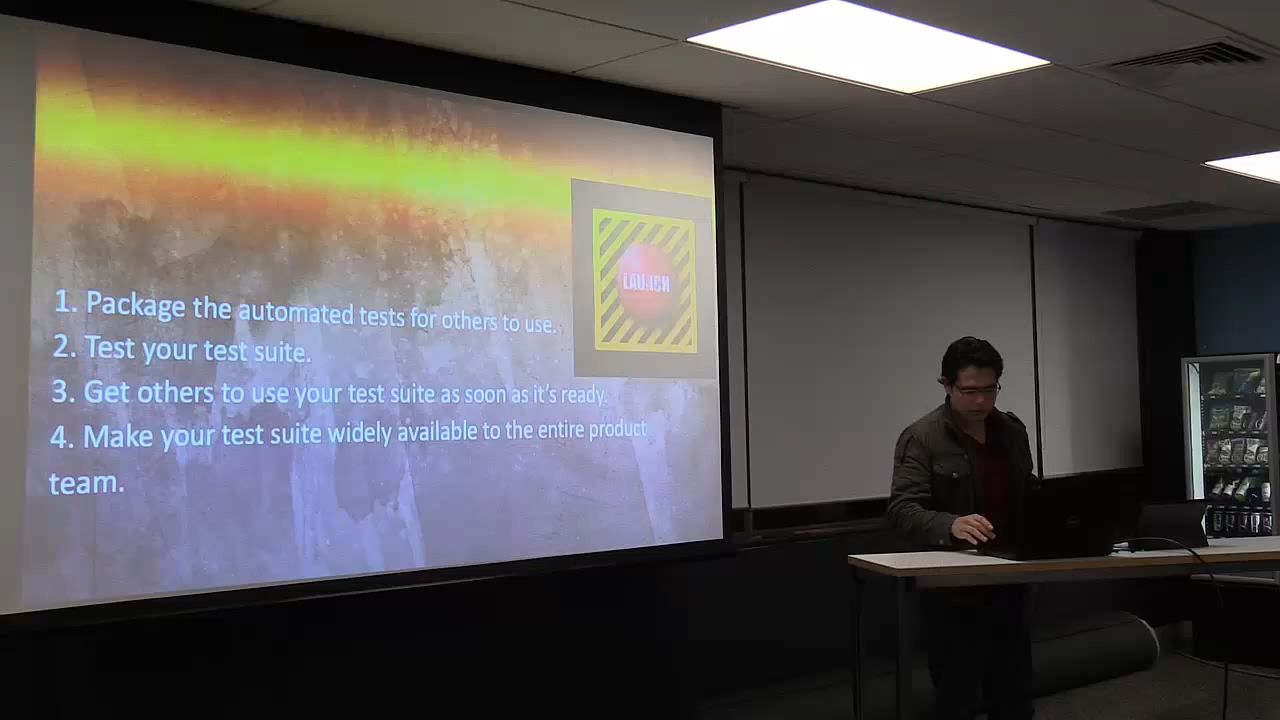 LAUNCH
1. Package the automated tests for others to use.
2. Test your test suite.
3. Get others to use your test suite as soon as it's ready.
4. Make your test suite widely available to the entire product
team.